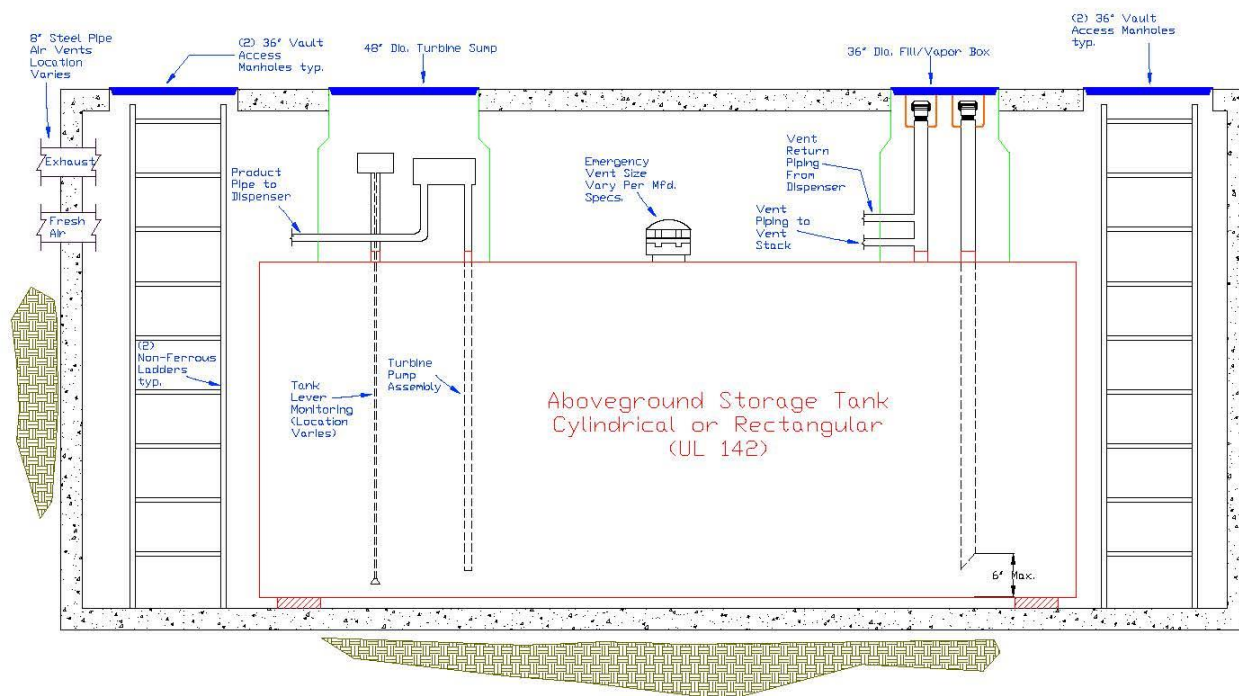 8" Steel Pipe
Air Vents
Location
Varies
(2) 36" Vault
Access
Manholes typ.
48" Dia. Turbine Sump
36" Dia. Fill/Vapor Box
(2) 36" Vault
Access Manholes
typ.
Exhaust
Fresh
Air
Product
Pipe to
Dispenser
Emergency
Vent Size
Vary Per Mfd.
Specs.
Vent
Return
Piping
From
Dispenser
Vent
Piping to
Vent
Stack
(2)
Non-Ferrous
Ladders
typ.
Tank
Lever
Monitoring
(Location
Varies)
Turbine
Pump
Assembly
Aboveground Storage Tank
Cylindrical or Rectangular
(UL 142)
6" Max.